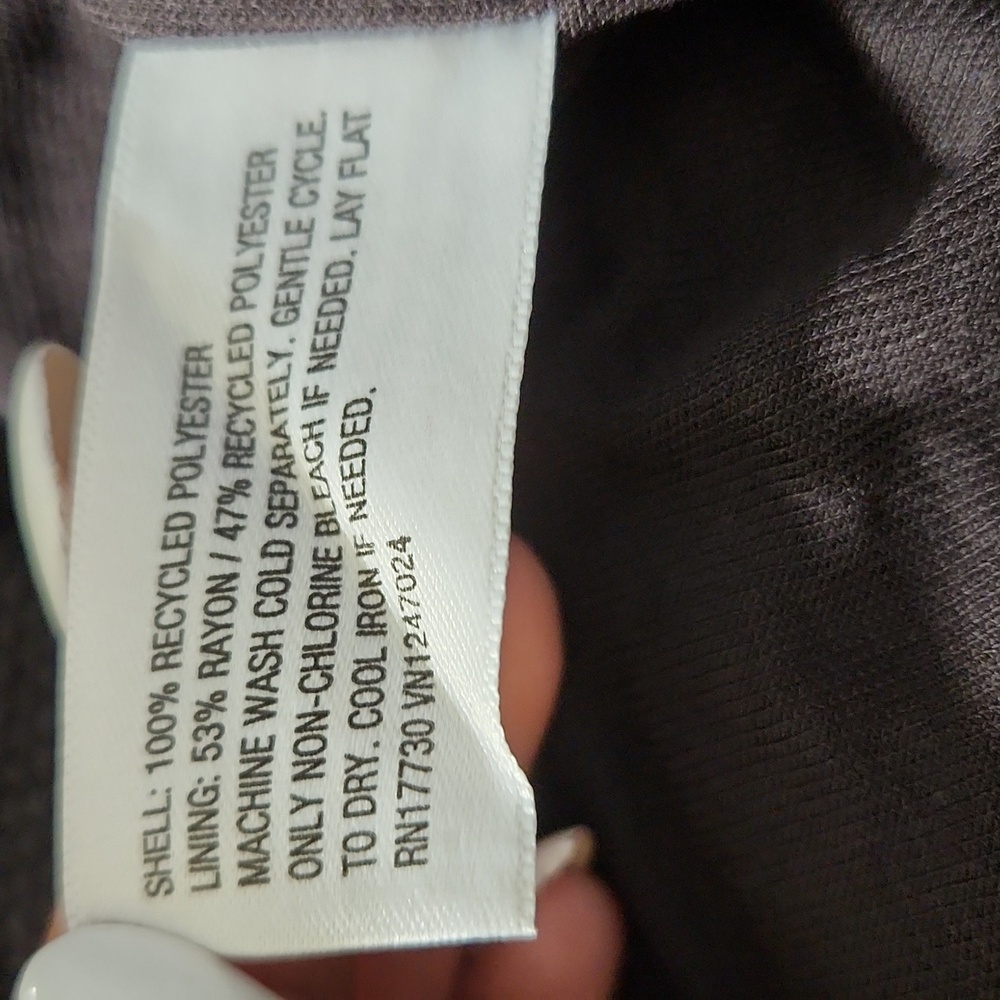 SHELL: 100% RECYCLED POLYESTER
LINING: 53% RAYON / 47% RECYCLED POLYESTER
MACHINE WASH COLD SEPARATELY. GENTLE CYCLE.
ONLY NON-CHLORINE BLEACH IF NEEDED. LAY FLAT
TO DRY. COOL IRON IF NEEDED.
RN17730 VN1247024